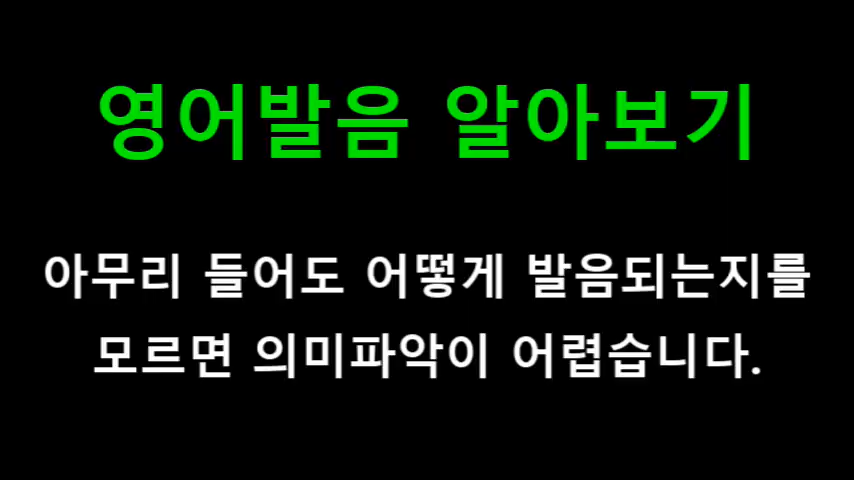 영어발음 알아보기
아무리 들어도 어떻게 발음되는지를
모르면 의미파악이 어렵습니다.